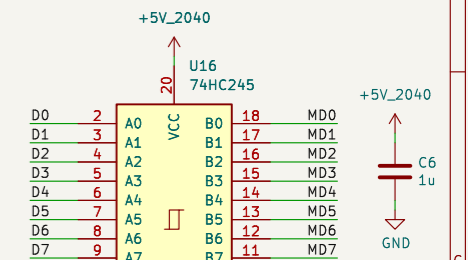 +5V_2040
U16
74HC245
20
VCC
+5V_2040
D0 2 A0 B0 18 MD0
D1 3 A1 B1 17 MD1
D2 4 A2 B2 16 MD2
D3 5 A3 B3 15 MD3
D4 6 A4 B4 14 MD4
D5 7 A5 B5 13 MD5
D6 8 A6 B6 12 MD6
D7 9 A7 B7 11 MD7
C6
1u
GND